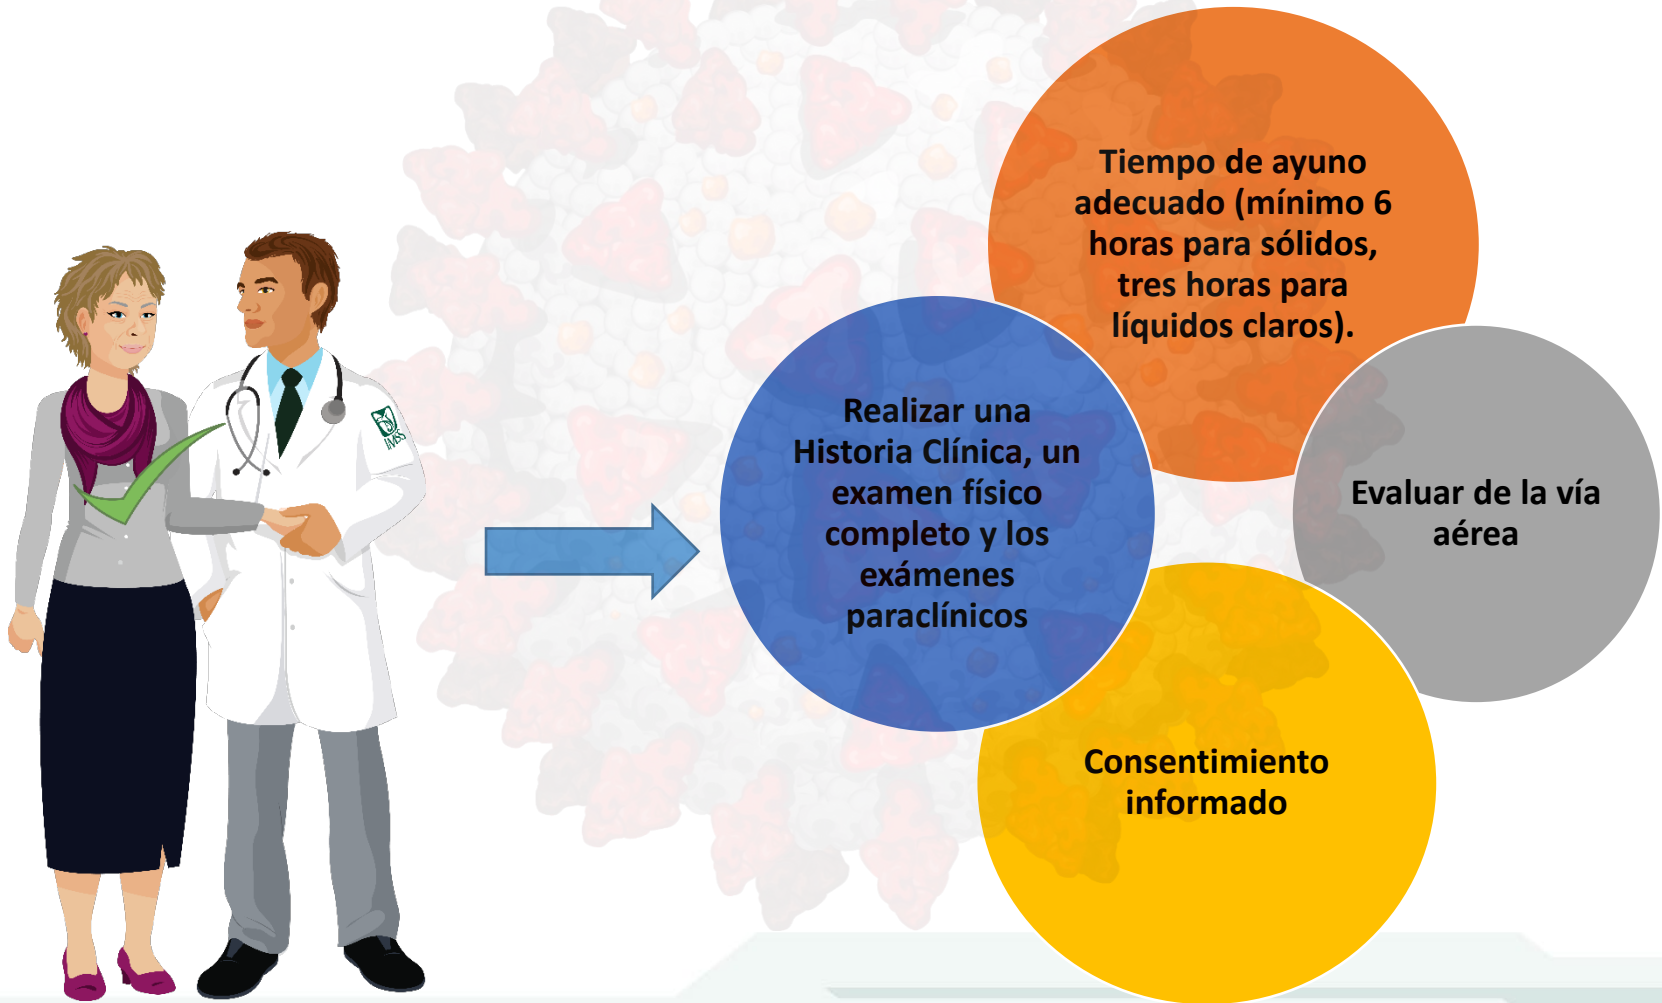 Tiempo de ayuno
adecuado (mínimo 6
horas para sólidos,
tres horas para
líquidos claros).
Realizar una
Historia Clínica, un
examen físico
completo y los
exámenes
paraclínicos
Evaluar de la vía
aérea
Consentimiento
informado
IMSS